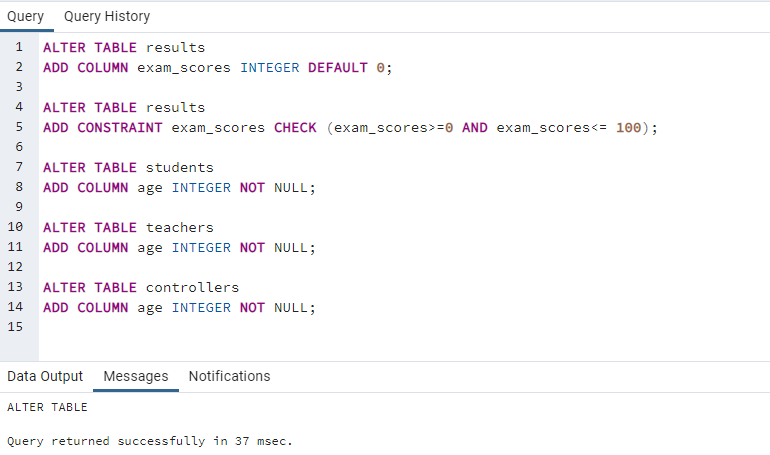 Query Query History
1 ALTER TABLE results
2 ADD COLUMN exam_scores INTEGER DEFAULT 0;
3
4 ALTER TABLE results
5 ADD CONSTRAINT exam_scores CHECK (exam_scores>=0 AND exam_scores<= 100);
6
7 ALTER TABLE students
8 ADD COLUMN age INTEGER NOT NULL;
9
10 ALTER TABLE teachers
11 ADD COLUMN age INTEGER NOT NULL;
12
13 ALTER TABLE controllers
14 ADD COLUMN age INTEGER NOT NULL;
15
Data Output Messages Notifications
ALTER TABLE
Query returned successfully in 37 msec.